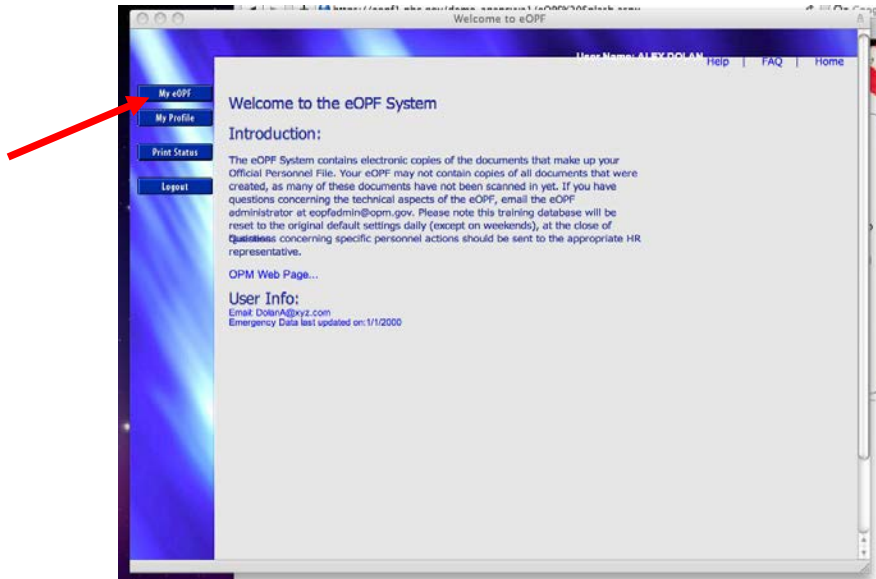 Welcome to eOPF
User Name: ALEX DOLAN
Help | FAQ | Home
My eOPF
My Profile
Print Status
Logout
Welcome to the eOPF System
Introduction:
The eOPF System contains electronic copies of the documents that make up your
Official Personnel File. Your eOPF may not contain copies of all documents that were
created, as many of these documents have not been scanned in yet. If you have
questions concerning the technical aspects of the eOPF, email the eOPF
administrator at eopfadmin@opm.gov. Please note this training database will be
reset to the original default settings daily (except on weekends), at the close of
Questions concerning specific personnel actions should be sent to the appropriate HR
representative.
OPM Web Page...
User Info:
Email: DolanA@xyz.com
Emergency Data last updated on:1/1/2000